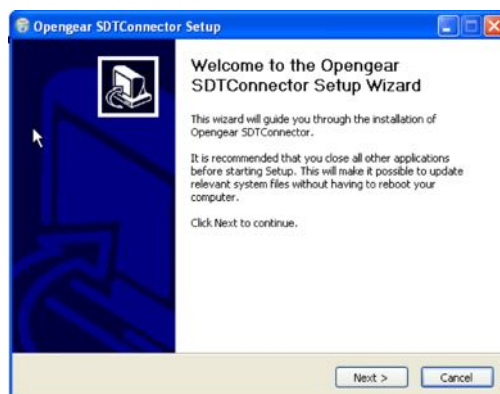 Opengear SDTConnector Setup
Welcome to the Opengear
SDTConnector Setup Wizard
This wizard will guide you through the installation of
Opengear SDTConnector.
It is recommended that you close all other applications
before starting Setup. This will make it possible to update
relevant system files without having to reboot your
computer.
Click Next to continue.
Next >
Cancel